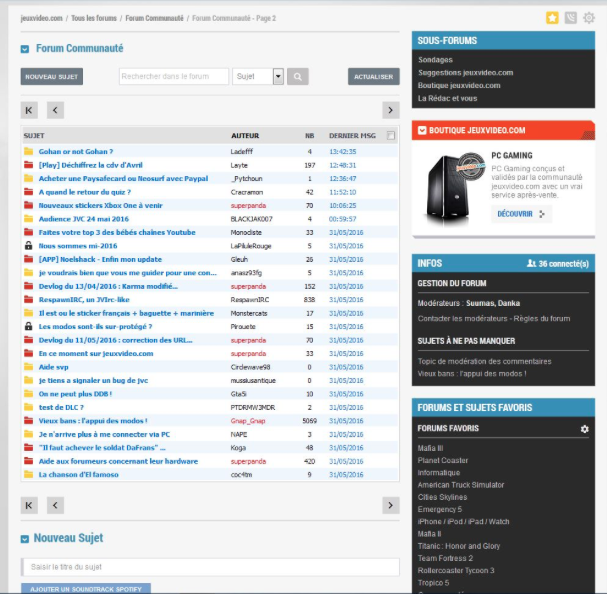 jeuxvideo.com / Tous les forums / Forum Communauté / Forum Communauté - Page 2
Forum Communauté
NOUVEAU SUJET
Rechercher dans le forum
Sujet
ACTUALISER
SUJET AUTEUR NB DERNIER MSG
Gohan or not Gohan ? Ladefff 4 13:42:35
[Play] Déchiffrez la cdv d'Avril Layte 197 12:48:31
Acheter une Paysafecard ou Neosurf avec Paypal _Pytchoun 1 12:36:47
A quand le retour du quiz ? Cracramon 42 11:52:10
Nouveaux stickers Xbox One à venir superpanda 70 10:06:25
Audience JVC 24 mai 2016 BLACKJAK007 4 00:59:57
Faites votre top 3 des bébés chaînes Youtube Monodiste 33 31/05/2016
Nous sommes mi-2016 LaPiluleRouge 5 31/05/2016
[APP] Noelshack - Enfin mon update Gleuh 26 31/05/2016
je voudrais bien que vous me guider pour une con... anasz93fg 5 31/05/2016
Devlog du 13/04/2016 : Karma modifié... superpanda 152 31/05/2016
RespawnIRC, un JVIrc-like RespawnIRC 838 31/05/2016
Il est ou le sticker français + baguette + marinière Monstercats 17 31/05/2016
Les modos sont-ils sur-protégé ? Pirouete 15 31/05/2016
Devlog du 11/05/2016 : correction des URL... superpanda 70 31/05/2016
En ce moment sur jeuxvideo.com superpanda 33 31/05/2016
Aide svp Cirdewave98 0 31/05/2016
je tiens a signaler un bug de jvc mussiusantique 0 31/05/2016
On ne peut plus DDB ! Gta5i 10 31/05/2016
test de DLC ? PTDRMW3MDR 2 31/05/2016
Vieux bans : l'appui des modos ! Gnap_Gnap 5069 31/05/2016
Je n'arrive plus à me connecter via PC NAPE 3 31/05/2016
"Il faut achever le soldat DaFrans" ... Koga 48 31/05/2016
Aide aux forumeurs concernant leur hardware superpanda 420 31/05/2016
La chanson d'El famoso coc4tm 9 31/05/2016
Nouveau Sujet
Saisir le titre du sujet
AJOUTER UN SOUNDTRACK SPOTIFY
SOUS-FORUMS
Sondages
Suggestions jeuxvideo.com
Boutique jeuxvideo.com
La Rédac et vous
BOUTIQUE JEUXVIDEO.COM
PC GAMING
PC Gaming conçus et
validés par la communauté
jeuxvideo.com avec un vrai
service après-vente.
DÉCOUVRIR
INFOS 36 connecté(s)
GESTION DU FORUM
Modérateurs : Suumas, Danka
Contacter les modérateurs - Règles du forum
SUJETS À NE PAS MANQUER
Topic de modération des commentaires
Vieux bans : l'appui des modos !
FORUMS ET SUJETS FAVORIS
FORUMS FAVORIS
Mafia III
Planet Coaster
Informatique
American Truck Simulator
Cities Skylines
Emergency 5
iPhone / iPod / iPad / Watch
Mafia II
Titanic : Honor and Glory
Team Fortress 2
Rollercoaster Tycoon 3
Tropico 5